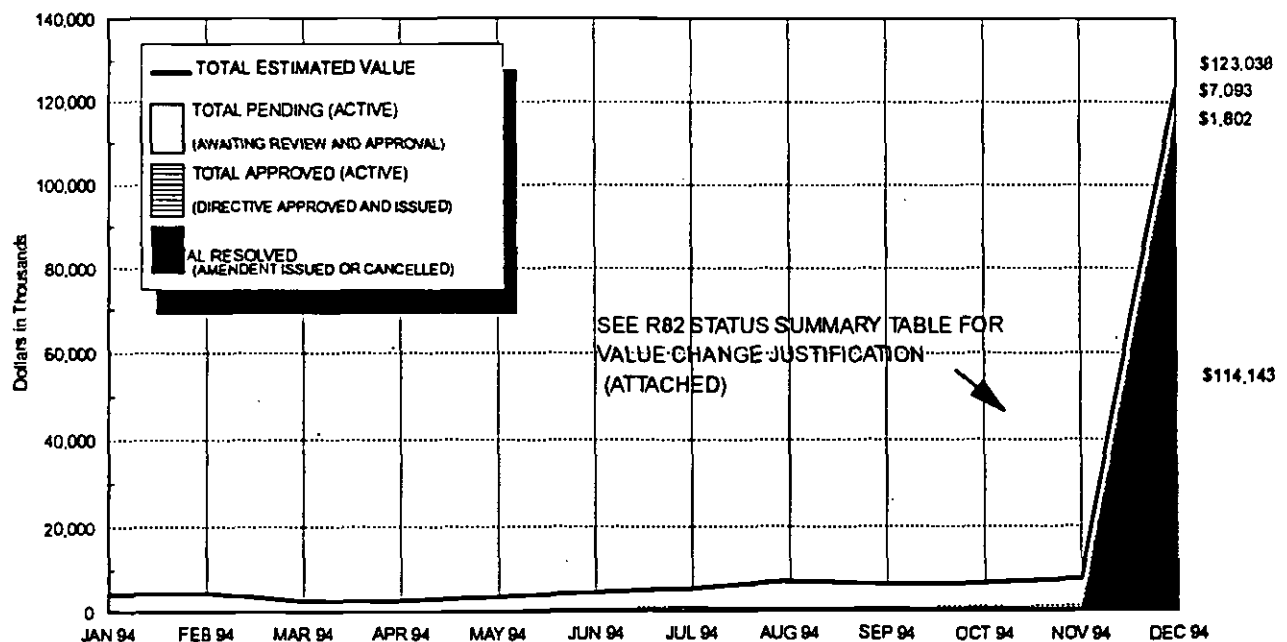 140,000
120,000
100,000
80,000
60,000
40,000
20,000
0
Dollars in Thousands
TOTAL ESTIMATED VALUE
TOTAL PENDING (ACTIVE)
(AWAITING REVIEW AND APPROVAL)
TOTAL APPROVED (ACTIVE)
(DIRECTIVE APPROVED AND ISSUED)
AL RESOLVED
(AMENDENT ISSUED OR CANCELLED)
SEE R82 STATUS SUMMARY TABLE FOR
VALUE CHANGE JUSTIFICATION
(ATTACHED)
$123,038
$7,093
$1,802
$114,143
JAN 94 FEB 94 MAR 94 APR 94 MAY 94 JUN 94 JUL 94 AUG 94 SEP 94 OCT 94 NOV 94 DEC 94